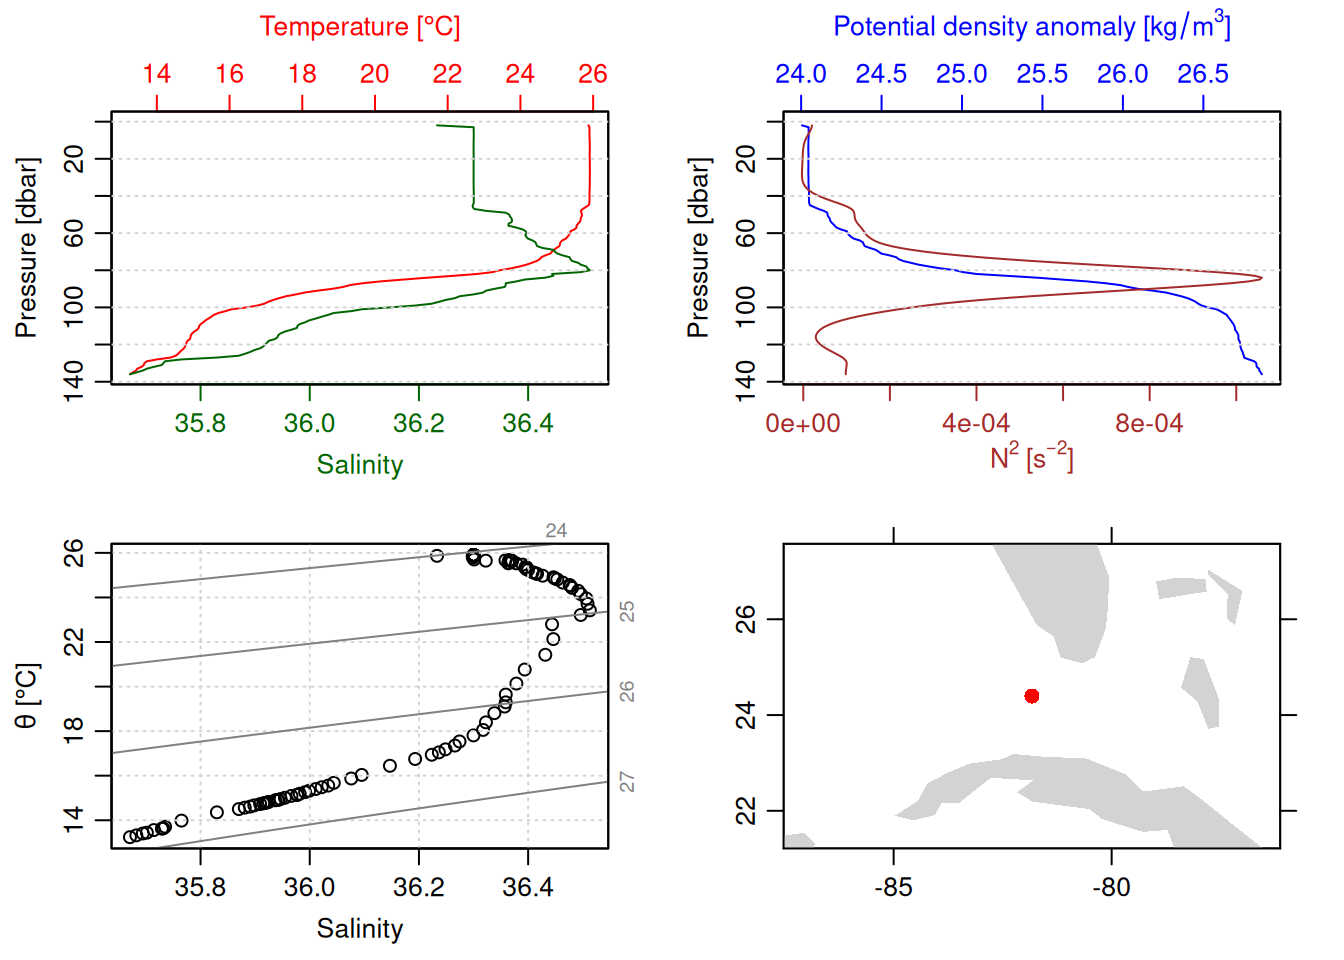 Temperature [°C]
14 16 18 20 22 24 26
Pressure [dbar]
20 60 100 140
35.8 36.0 36.2 36.4
Salinity
Potential density anomaly [kg/m³]
24.0 24.5 25.0 25.5 26.0 26.5
Pressure [dbar]
20 60 100 140
0e+00 4e-04 8e-04
N² [s⁻²]
24
25
26
27
θ [°C]
26 22 18 14
35.8 36.0 36.2 36.4
Salinity
26
24
22
-85 -80